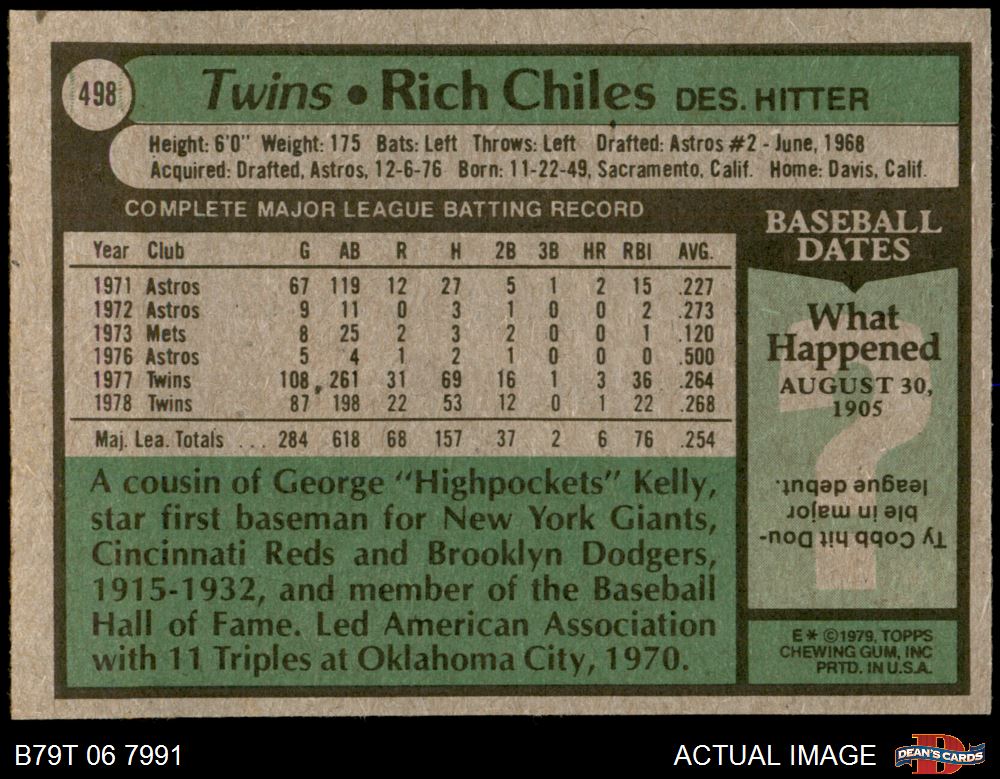 498
Twins • Rich Chiles DES. HITTER
Height: 6'0" Weight: 175 Bats: Left Throws: Left Drafted: Astros #2 - June, 1968
Acquired: Drafted, Astros, 12-6-76 Born: 11-22-49, Sacramento, Calif. Home: Davis, Calif.
COMPLETE MAJOR LEAGUE BATTING RECORD
Year Club G AB R H 2B 3B HR RBI AVG.
1971 Astros 67 119 12 27 5 1 2 15 .227
1972 Astros 9 11 0 3 1 0 0 2 .273
1973 Mets 8 25 2 3 2 0 0 1 .120
1976 Astros 5 4 1 2 1 0 0 0 .500
1977 Twins 108 261 31 69 16 1 3 36 .264
1978 Twins 87 198 22 53 12 0 1 22 .268
Maj. Lea. Totals ... 284 618 68 157 37 2 6 76 .254
A cousin of George "Highpockets" Kelly,
star first baseman for New York Giants,
Cincinnati Reds and Brooklyn Dodgers,
1915-1932, and member of the Baseball
Hall of Fame. Led American Association
with 11 Triples at Oklahoma City, 1970.
BASEBALL
DATES
What
Happened
AUGUST 30,
1905
?
Ty Cobb hit Dou-
ble in major
league debut.
E* ©1979, TOPPS
CHEWING GUM, INC
PRTD. IN U.S.A.
B79T 06 7991
ACTUAL IMAGE
D
DEAN'S CARDS